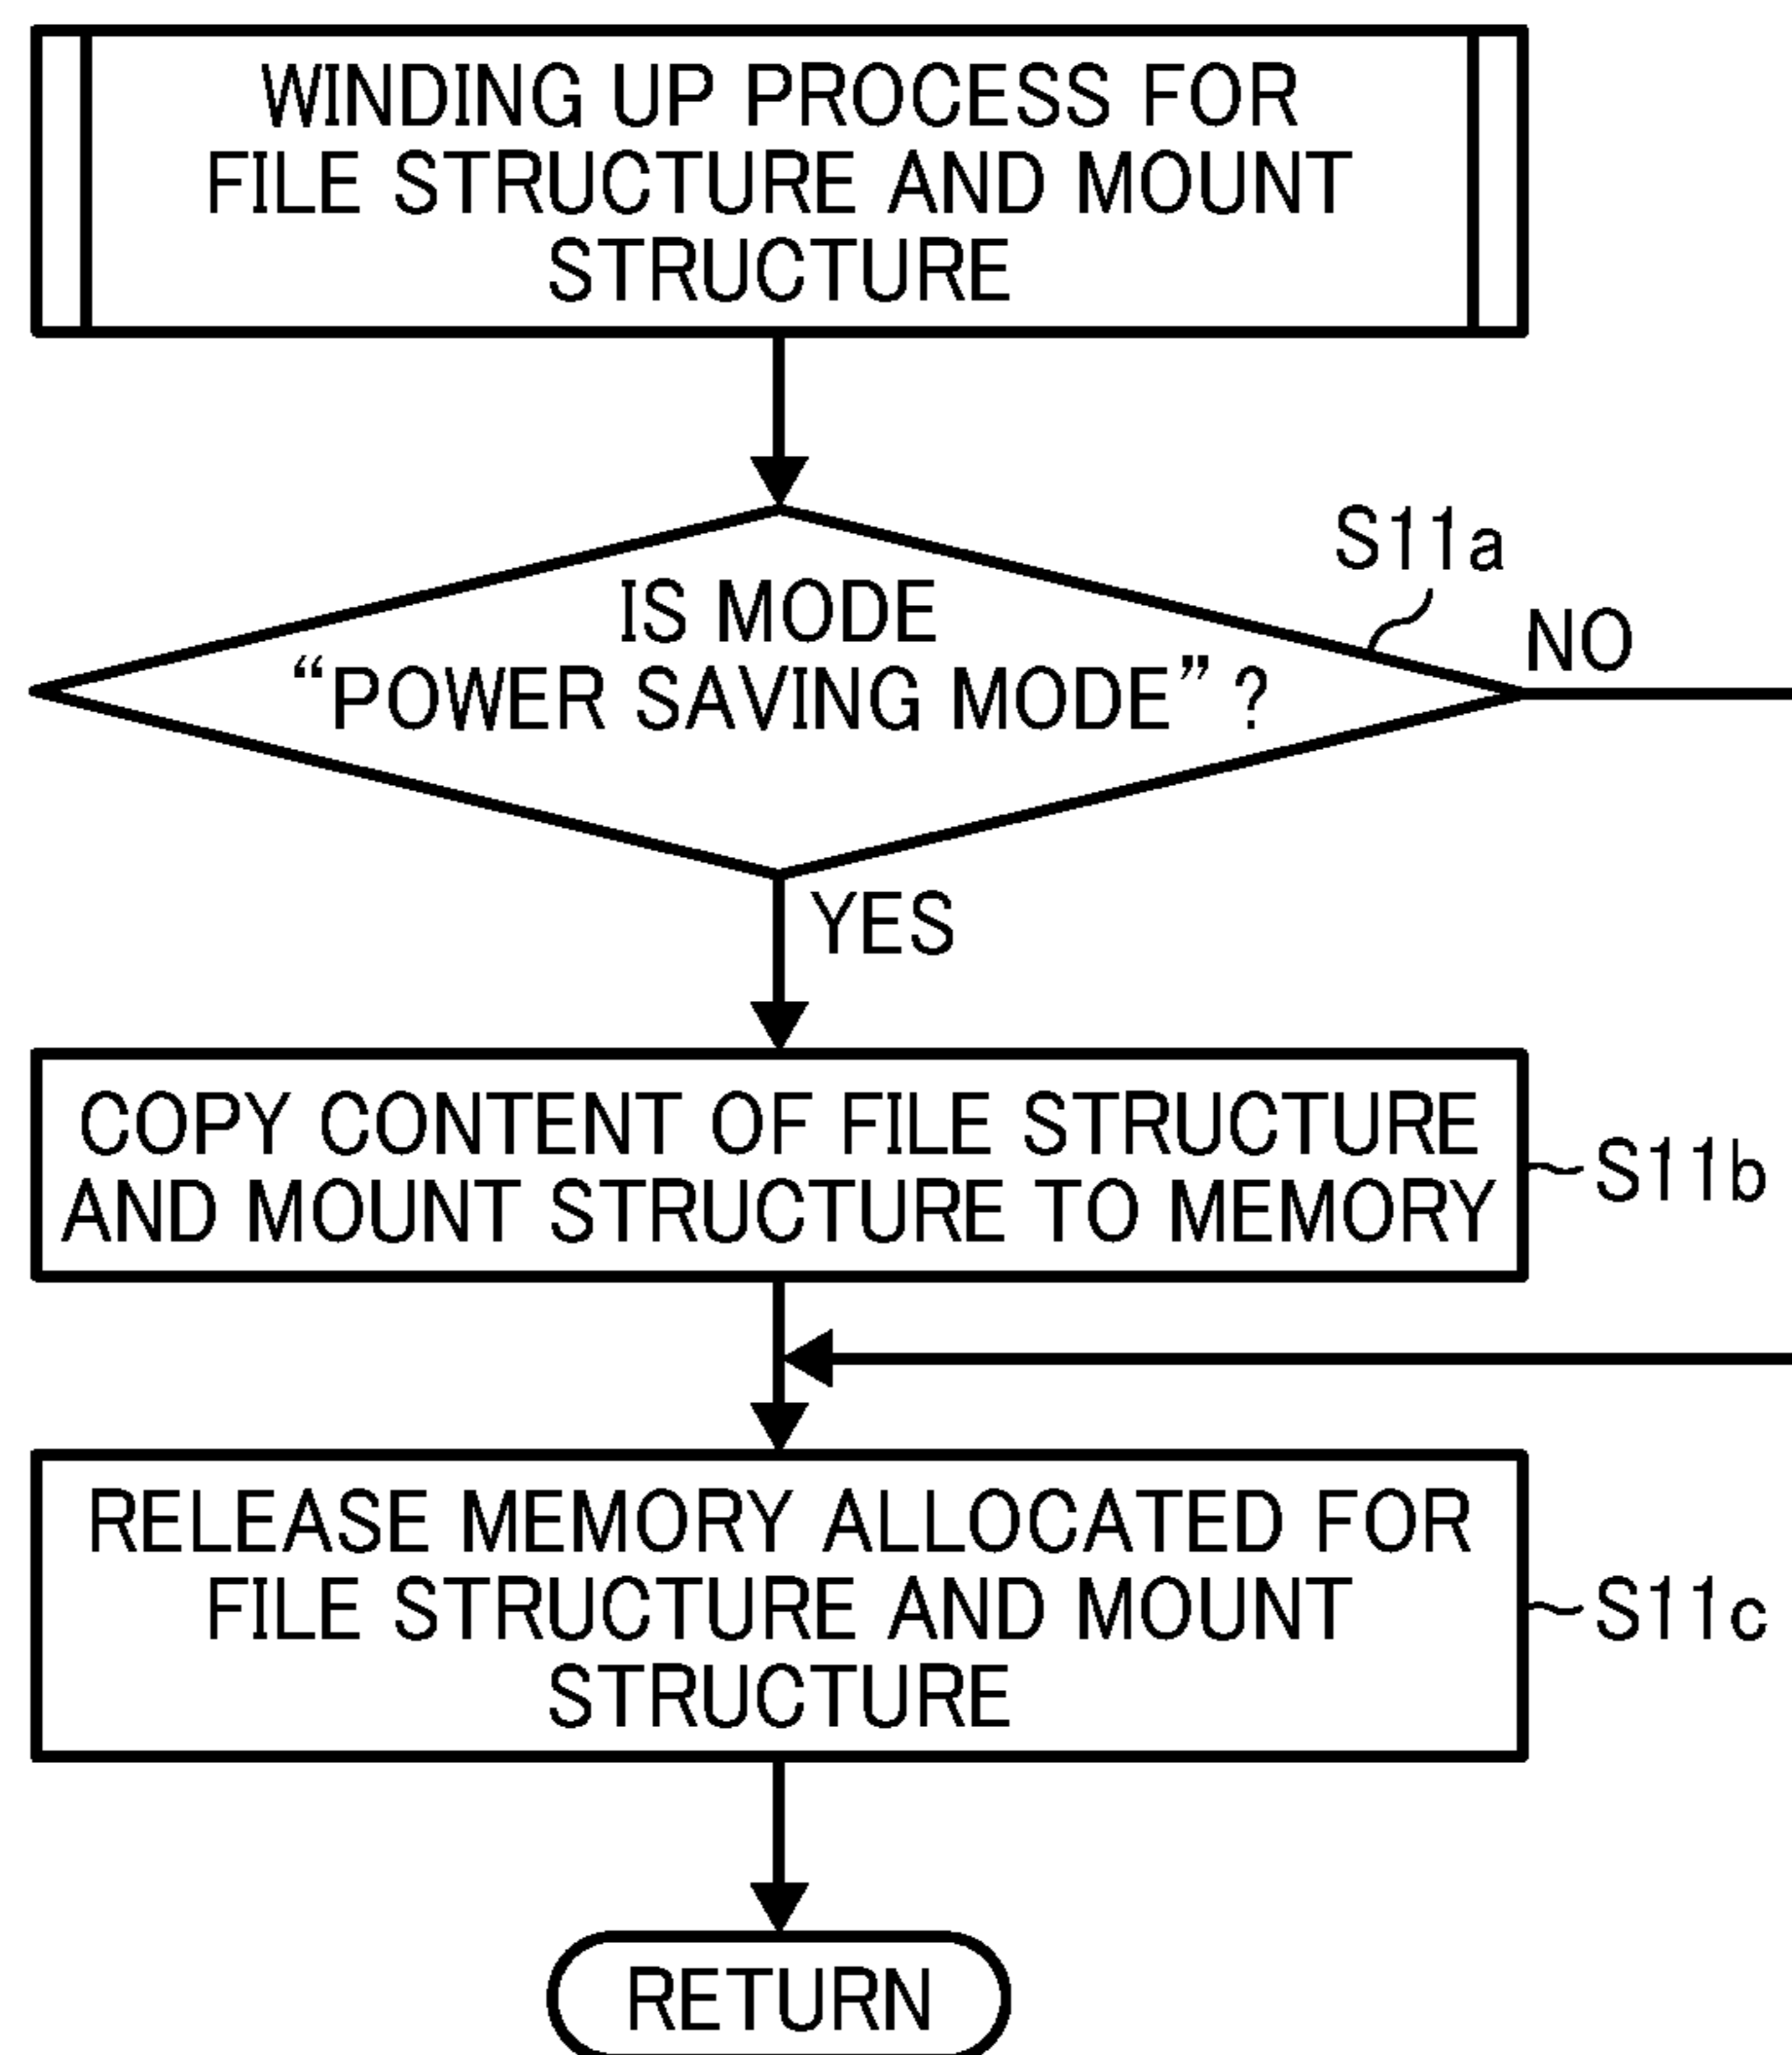 WINDING UP PROCESS FOR
FILE STRUCTURE AND MOUNT
STRUCTURE
S11a
IS MODE
“POWER SAVING MODE” ?
NO
YES
COPY CONTENT OF FILE STRUCTURE
AND MOUNT STRUCTURE TO MEMORY
S11b
RELEASE MEMORY ALLOCATED FOR
FILE STRUCTURE AND MOUNT
STRUCTURE
S11c
RETURN